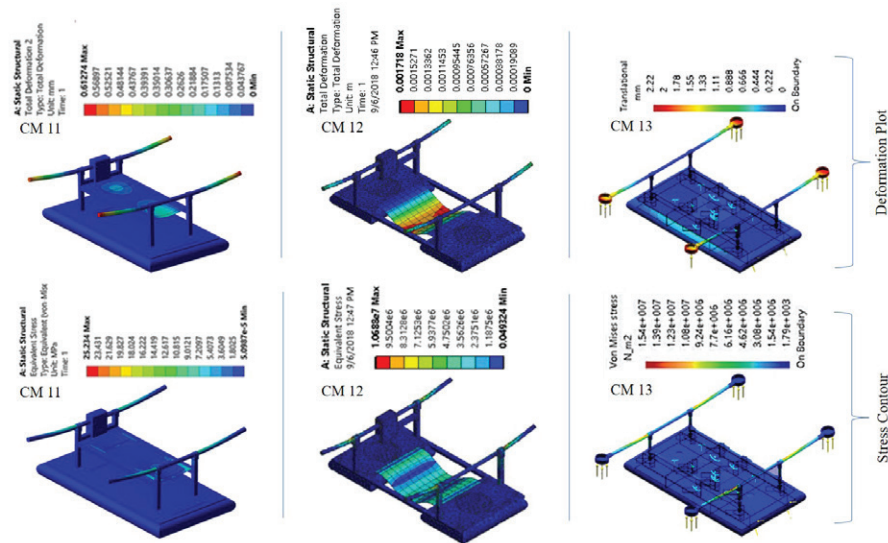 A: Static Structural
Total Deformation 2
Type: Total Deformation
Unit: mm
Time: 1
0.61274 Max
0.56897
0.52521
0.48144
0.43767
0.39391
0.35014
0.30637
0.2626
0.21884
0.17507
0.1313
0.087534
0.043767
0 Min
CM 11
A: Static Structural
Total Deformation
Type: Total Deformation
Unit: m
Time: 1
9/6/2018 12:46 PM
0.001718 Max
0.0015271
0.0013362
0.0011453
0.00095445
0.00076356
0.00057267
0.00038178
0.00019089
0 Min
CM 12
Translational
mm
2.22
2
1.78
1.55
1.33
1.11
0.888
0.666
0.444
0.222
0
On Boundary
CM 13
Deformation Plot
A: Static Structural
Equivalent Stress
Type: Equivalent (von Mise
Unit: MPa
Time: 1
25.234 Max
23.431
21.629
19.827
18.024
16.222
14.419
12.617
10.815
9.0121
7.2097
5.4073
3.6049
1.8025
5.0987e-5 Min
CM 11
A: Static Structural
Equivalent Stress
9/6/2018 12:47 PM
1.0688e7 Max
9.5004e6
8.3128e6
7.1253e6
5.9377e6
4.7502e6
3.5626e6
2.3751e6
1.1875e6
0.049324 Min
CM 12
Von Mises stress
N_m2
1.54e+007
1.39e+007
1.23e+007
1.08e+007
9.24e+006
7.7e+006
6.16e+006
4.62e+006
3.08e+006
1.54e+006
1.79e+003
On Boundary
CM 13
Stress Contour